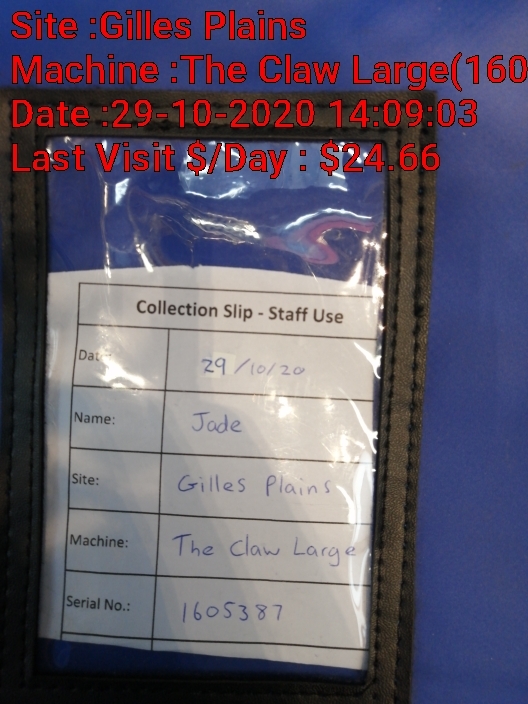 Site :Gilles Plains
Machine :The Claw Large(160
Date :29-10-2020 14:09:03
Last Visit $/Day : $24.66
Collection Slip - Staff Use
Date: 29/10/20
Name: Jade
Site: Gilles Plains
Machine: The Claw Large
Serial No.: 1605387